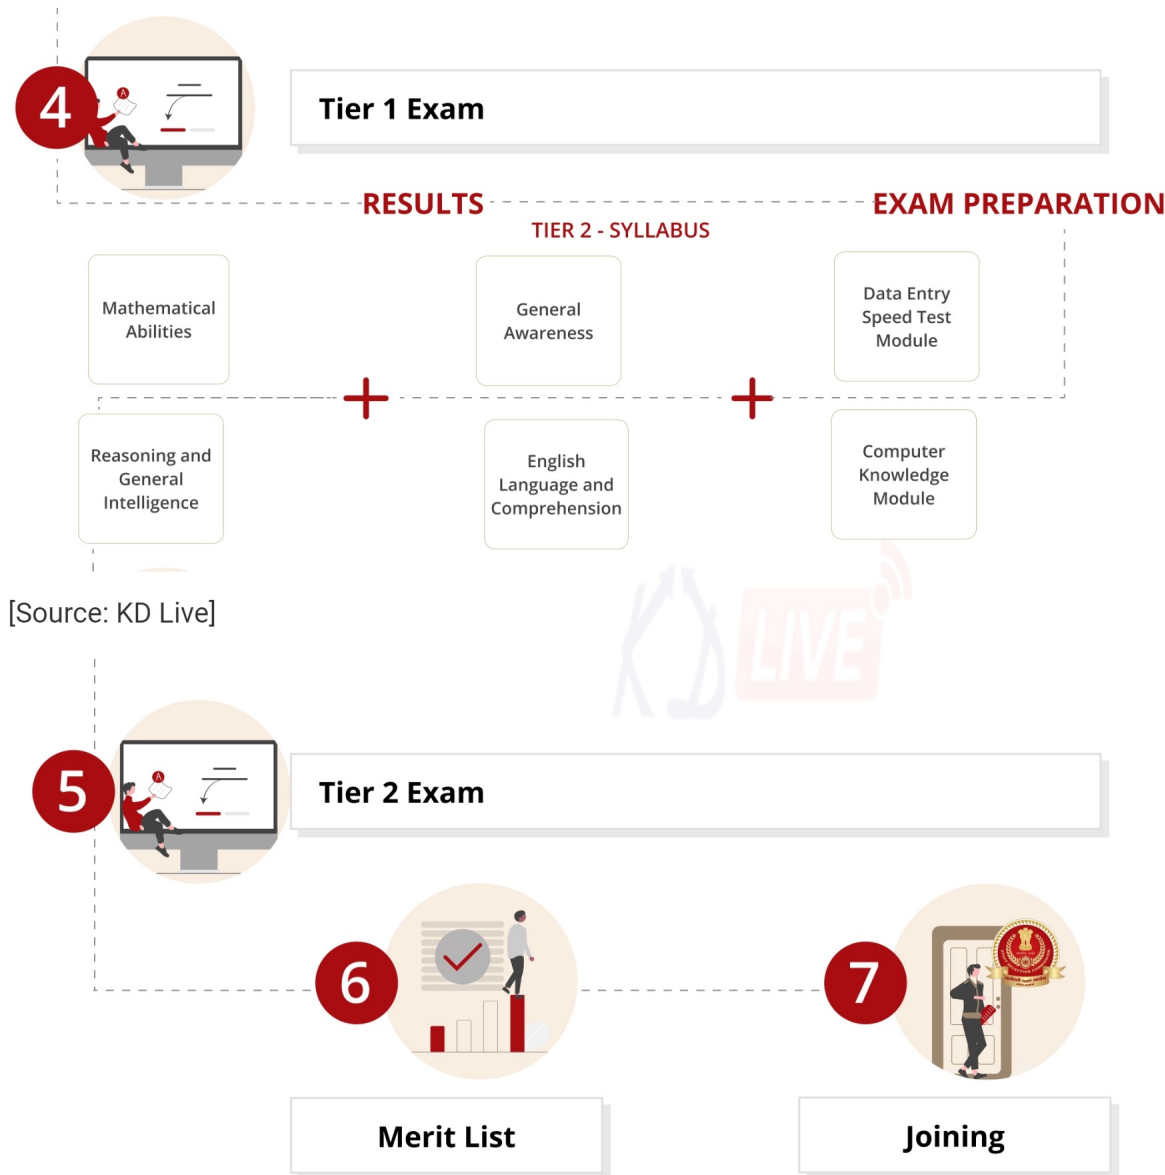 4
A
Tier 1 Exam
RESULTS
EXAM PREPARATION
TIER 2 - SYLLABUS
Mathematical
Abilities
General
Awareness
Data Entry
Speed Test
Module
Reasoning and
General
Intelligence
English
Language and
Comprehension
Computer
Knowledge
Module
[Source: KD Live]
KD LIVE
5
A
Tier 2 Exam
6
7
Merit List
Joining